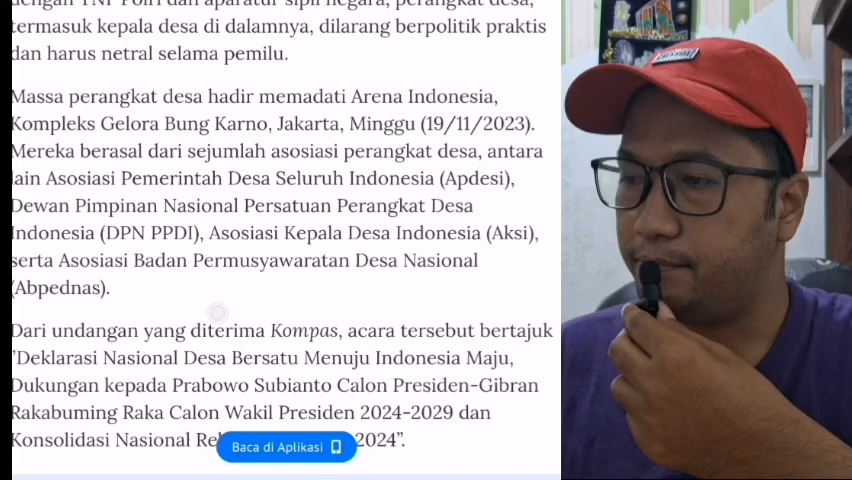 dengan TNI Polri dan aparatur sipil negara, perangkat desa,
termasuk kepala desa di dalamnya, dilarang berpolitik praktis
dan harus netral selama pemilu.
Massa perangkat desa hadir memadati Arena Indonesia,
Kompleks Gelora Bung Karno, Jakarta, Minggu (19/11/2023).
Mereka berasal dari sejumlah asosiasi perangkat desa, antara
lain Asosiasi Pemerintah Desa Seluruh Indonesia (Apdesi),
Dewan Pimpinan Nasional Persatuan Perangkat Desa
Indonesia (DPN PPDI), Asosiasi Kepala Desa Indonesia (Aksi),
serta Asosiasi Badan Permusyawaratan Desa Nasional
(Abpednas).
Dari undangan yang diterima Kompas, acara tersebut bertajuk
"Deklarasi Nasional Desa Bersatu Menuju Indonesia Maju,
Dukungan kepada Prabowo Subianto Calon Presiden-Gibran
Rakabuming Raka Calon Wakil Presiden 2024-2029 dan
Konsolidasi Nasional 2024".
Baca di Aplikasi